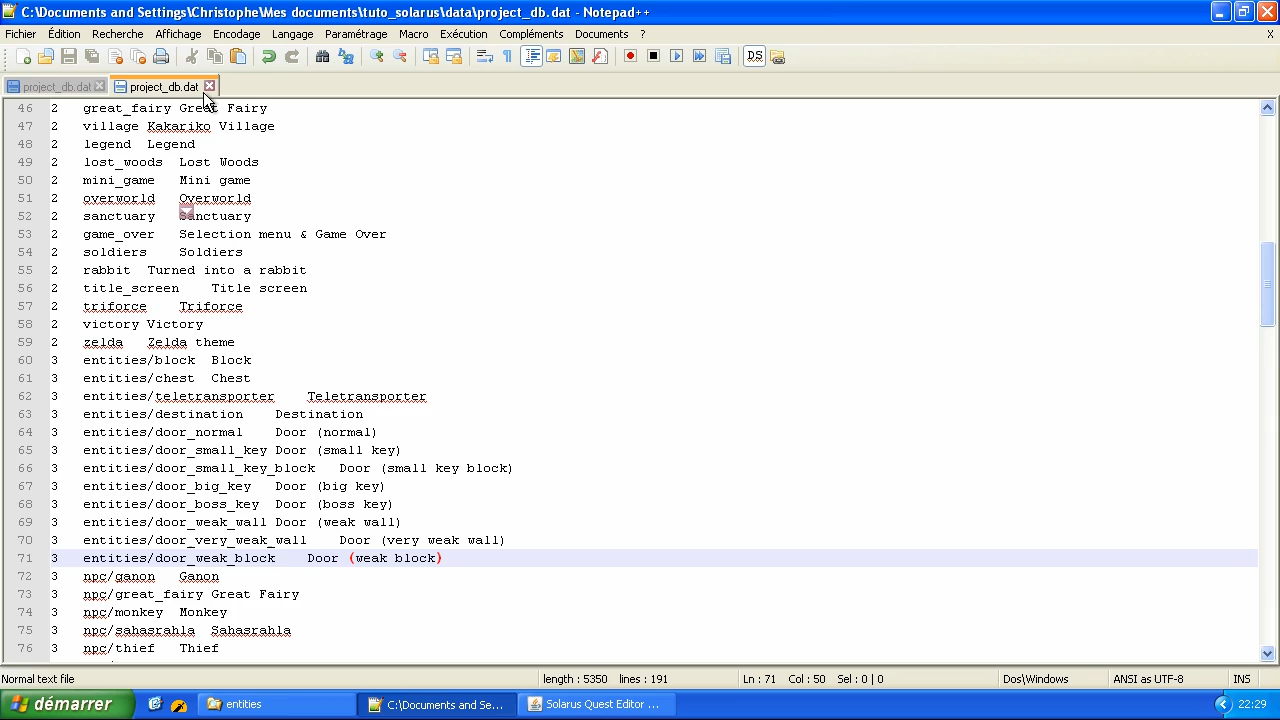 C:\Documents and Settings\Christophe\Mes documents\tuto_solarus\data\project_db.dat - Notepad++
Fichier Édition Recherche Affichage Encodage Langage Paramétrage Macro Exécution Compléments Documents ? X
project_db.dat project_db.dat
46 2 great_fairy Great Fairy
47 2 village Kakariko Village
48 2 legend Legend
49 2 lost_woods Lost Woods
50 2 mini_game Mini game
51 2 overworld Overworld
52 2 sanctuary Sanctuary
53 2 game_over Selection menu & Game Over
54 2 soldiers Soldiers
55 2 rabbit Turned into a rabbit
56 2 title_screen Title screen
57 2 triforce Triforce
58 2 victory Victory
59 2 zelda Zelda theme
60 3 entities/block Block
61 3 entities/chest Chest
62 3 entities/teletransporter Teletransporter
63 3 entities/destination Destination
64 3 entities/door_normal Door (normal)
65 3 entities/door_small_key Door (small key)
66 3 entities/door_small_key_block Door (small key block)
67 3 entities/door_big_key Door (big key)
68 3 entities/door_boss_key Door (boss key)
69 3 entities/door_weak_wall Door (weak wall)
70 3 entities/door_very_weak_wall Door (very weak wall)
71 3 entities/door_weak_block Door (weak block)
72 3 npc/ganon Ganon
73 3 npc/great_fairy Great Fairy
74 3 npc/monkey Monkey
75 3 npc/sahasrahla Sahasrahla
76 3 npc/thief Thief
Normal text file length : 5350 lines : 191 Ln : 71 Col : 50 Sel : 0 | 0 Dos\Windows ANSI as UTF-8 INS
démarrer entities C:\Documents and Se... Solarus Quest Editor ... 22:29